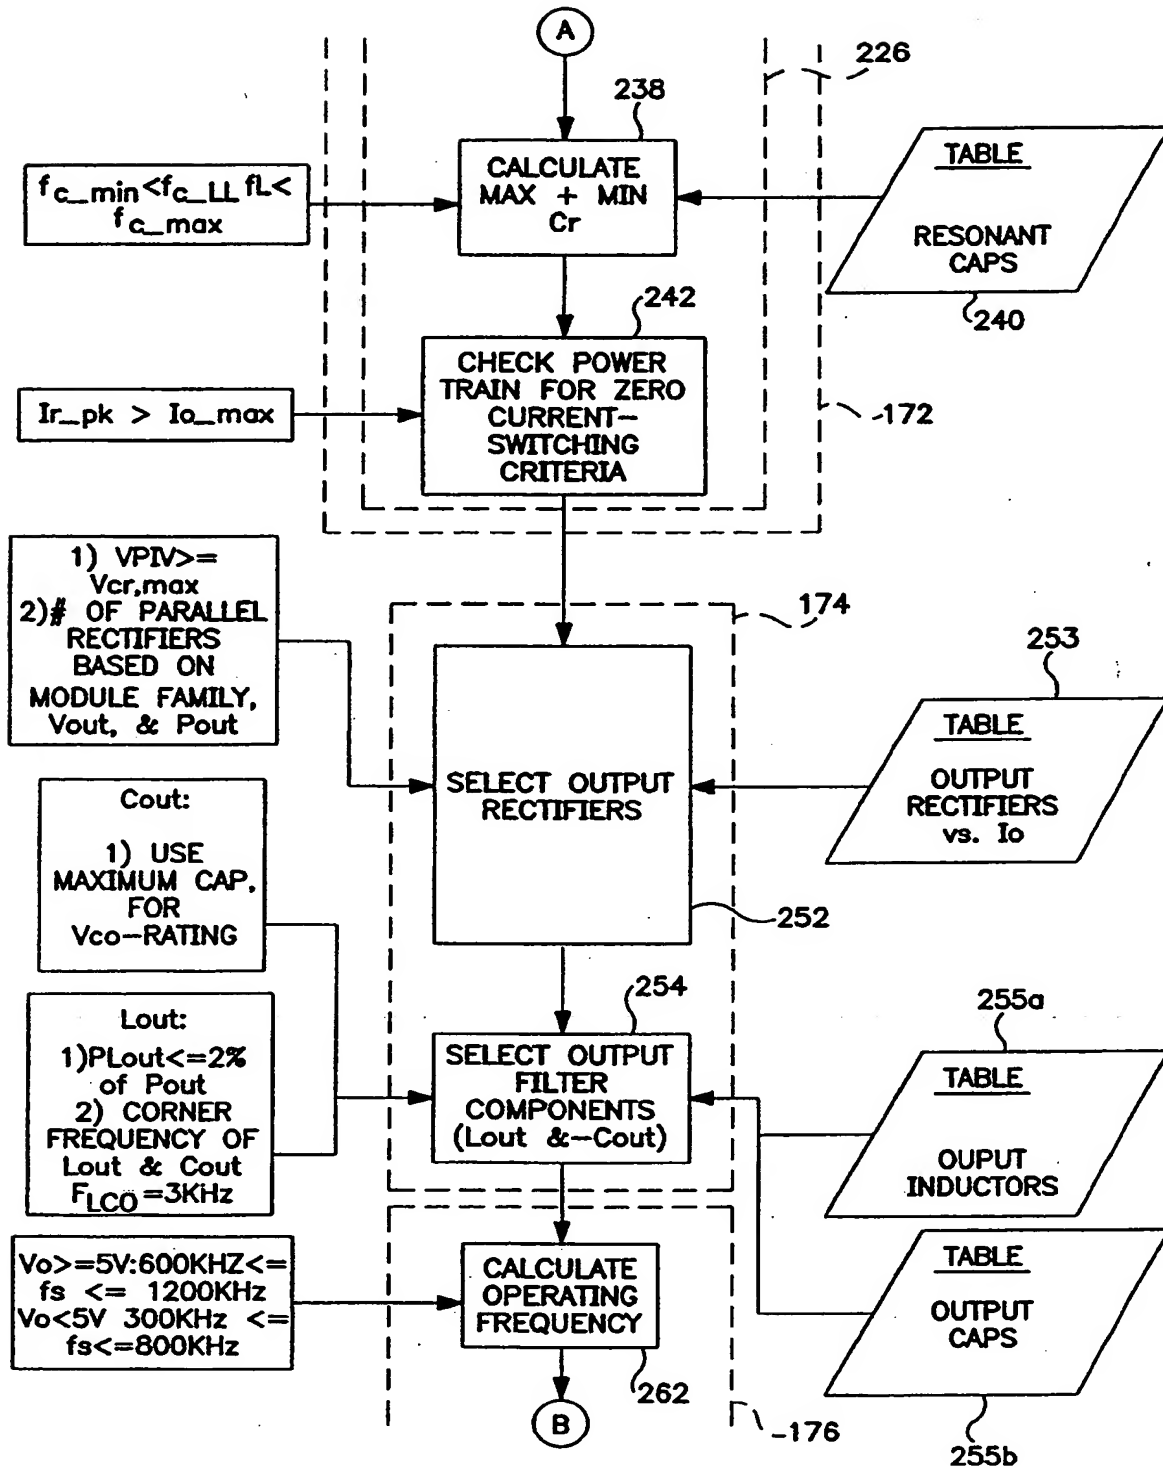 A
226
238
CALCULATE
MAX + MIN
Cr
fc_min<fc_LL fL<
fc_max
TABLE
RESONANT
CAPS
240
242
CHECK POWER
TRAIN FOR ZERO
CURRENT-
SWITCHING
CRITERIA
Ir_pk > Io_max
172
1) VPIV>=
Vcr,max
2)# OF PARALLEL
RECTIFIERS
BASED ON
MODULE FAMILY,
Vout, & Pout
174
253
SELECT OUTPUT
RECTIFIERS
TABLE
OUTPUT
RECTIFIERS
vs. Io
252
Cout:
1) USE
MAXIMUM CAP,
FOR
Vco-RATING
254
SELECT OUTPUT
FILTER
COMPONENTS
(Lout &-Cout)
Lout:
1)PLout<=2%
of Pout
2) CORNER
FREQUENCY OF
Lout & Cout
FLCO=3KHz
255a
TABLE
OUPUT
INDUCTORS
TABLE
OUTPUT
CAPS
255b
Vo>=5V:600KHZ<=
fs <= 1200KHz
Vo<5V 300KHz <=
fs<=800KHz
CALCULATE
OPERATING
FREQUENCY
262
176
B